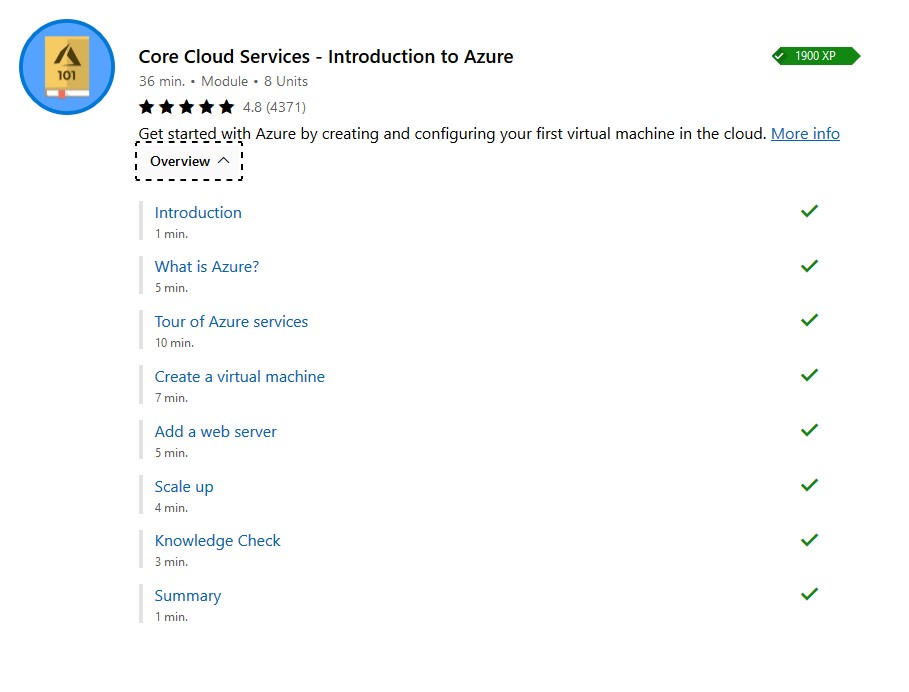 101
Core Cloud Services - Introduction to Azure
1900 XP
36 min. • Module • 8 Units
4.8 (4371)
Get started with Azure by creating and configuring your first virtual machine in the cloud. More info
Overview
Introduction
1 min.
What is Azure?
5 min.
Tour of Azure services
10 min.
Create a virtual machine
7 min.
Add a web server
5 min.
Scale up
4 min.
Knowledge Check
3 min.
Summary
1 min.